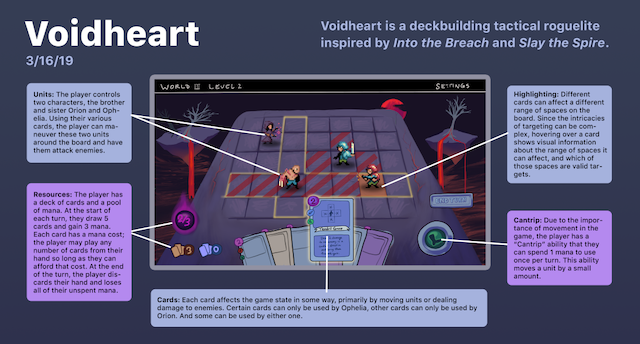 Voidheart
3/16/19
Voidheart is a deckbuilding tactical roguelite
inspired by Into the Breach and Slay the Spire.
Units: The player controls
two characters, the brother
and sister Orion and Oph-
elia. Using their various
cards, the player can ma-
neuver these two units
around the board and have
them attack enemies.
Resources: The player has
a deck of cards and a pool
of mana. At the start of
each turn, they draw 5
cards and gain 3 mana.
Each card has a mana cost;
the player may play any
number of cards from their
hand so long as they can
afford that cost. At the end
of the turn, the player dis-
cards their hand and loses
all of their unspent mana.
WORLD III LEVEL 2
SETTINGS
Highlighting: Different
cards can affect a different
range of spaces on the
board. Since the intricacies
of targeting can be com-
plex, hovering over a card
shows visual information
about the range of spaces it
can affect, and which of
those spaces are valid tar-
gets.
Cantrip: Due to the impor-
tance of movement in the
game, the player has a
"Cantrip" ability that they
can spend 1 mana to use
once per turn. This ability
moves a unit by a small
amount.
3/3
3
0
END TURN
Cards: Each card affects the game state in some way, primarily by moving units or dealing
damage to enemies. Certain cards can only be used by Ophelia, other cards can only be used by
Orion. And some can be used by either one.